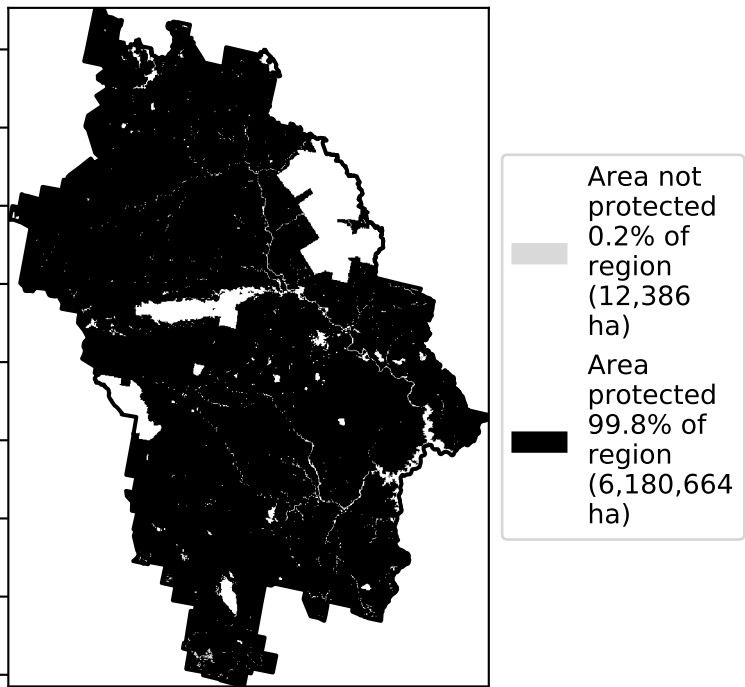 Area not
protected
0.2% of
region
(12,386
ha)
Area
protected
99.8% of
region
(6,180,664
ha)